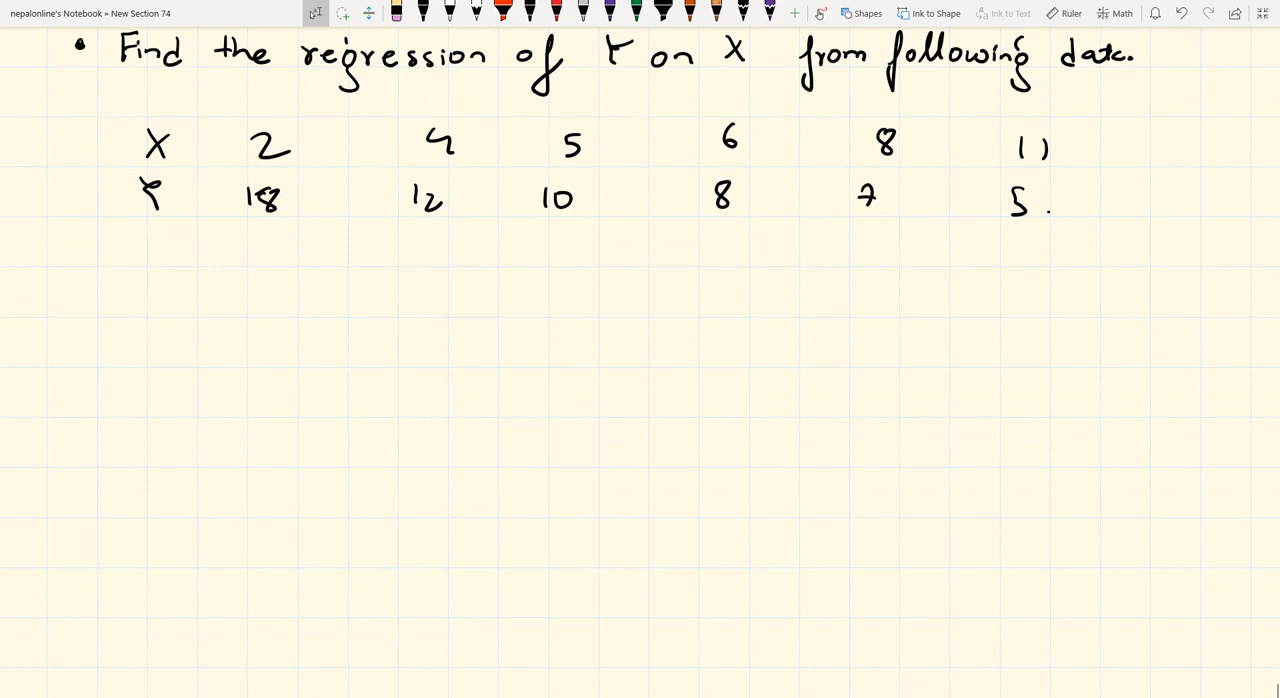 nepalonline's Notebook » New Section 74
Shapes Ink to Shape Ink to Text Ruler Math
• Find the regression of Y on X from following data.
X 2 4 5 6 8 11
Y 18 12 10 8 7 5.